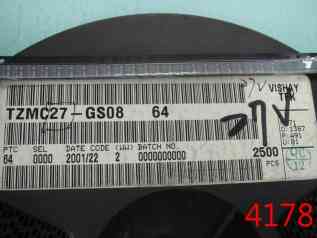 27V VISHAY
TZMC27-GS08 64
27V
PTC SEL DATE CODE (WW) BATCH NO.
64 0000 2001/22 2 0000000000 2500
PCS
4178